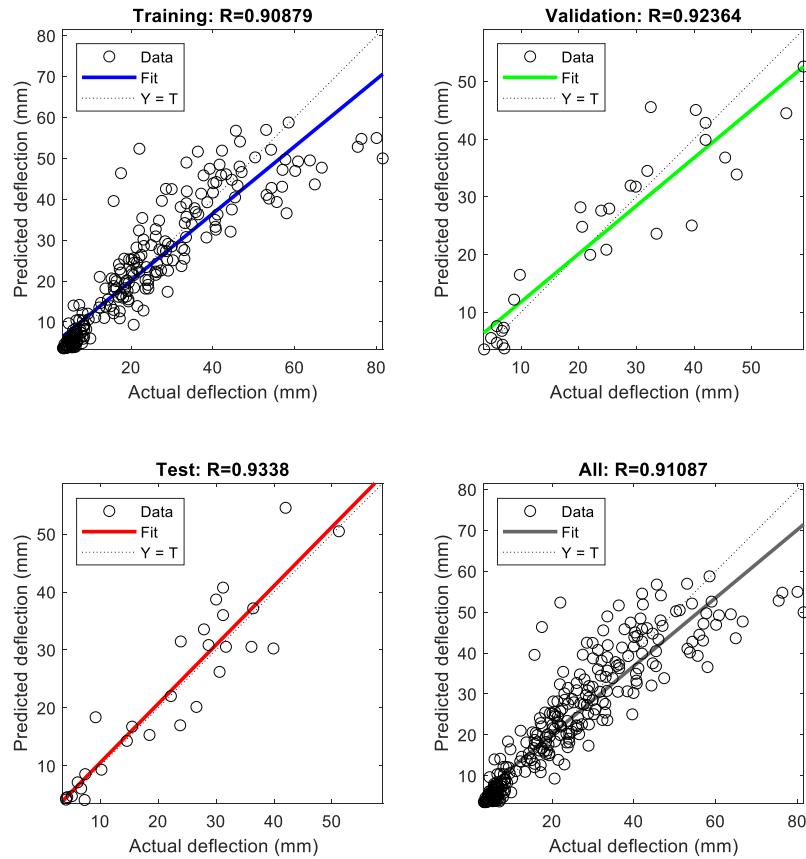 Training: R=0.90879
Data
Fit
Y = T
80
70
60
50
40
30
20
10
20 40 60 80
Predicted deflection (mm)
Actual deflection (mm)
Validation: R=0.92364
Data
Fit
Y = T
50
40
30
20
10
10 20 30 40 50
Predicted deflection (mm)
Actual deflection (mm)
Test: R=0.9338
Data
Fit
Y = T
50
40
30
20
10
10 20 30 40 50
Predicted deflection (mm)
Actual deflection (mm)
All: R=0.91087
Data
Fit
Y = T
80
70
60
50
40
30
20
10
20 40 60 80
Predicted deflection (mm)
Actual deflection (mm)